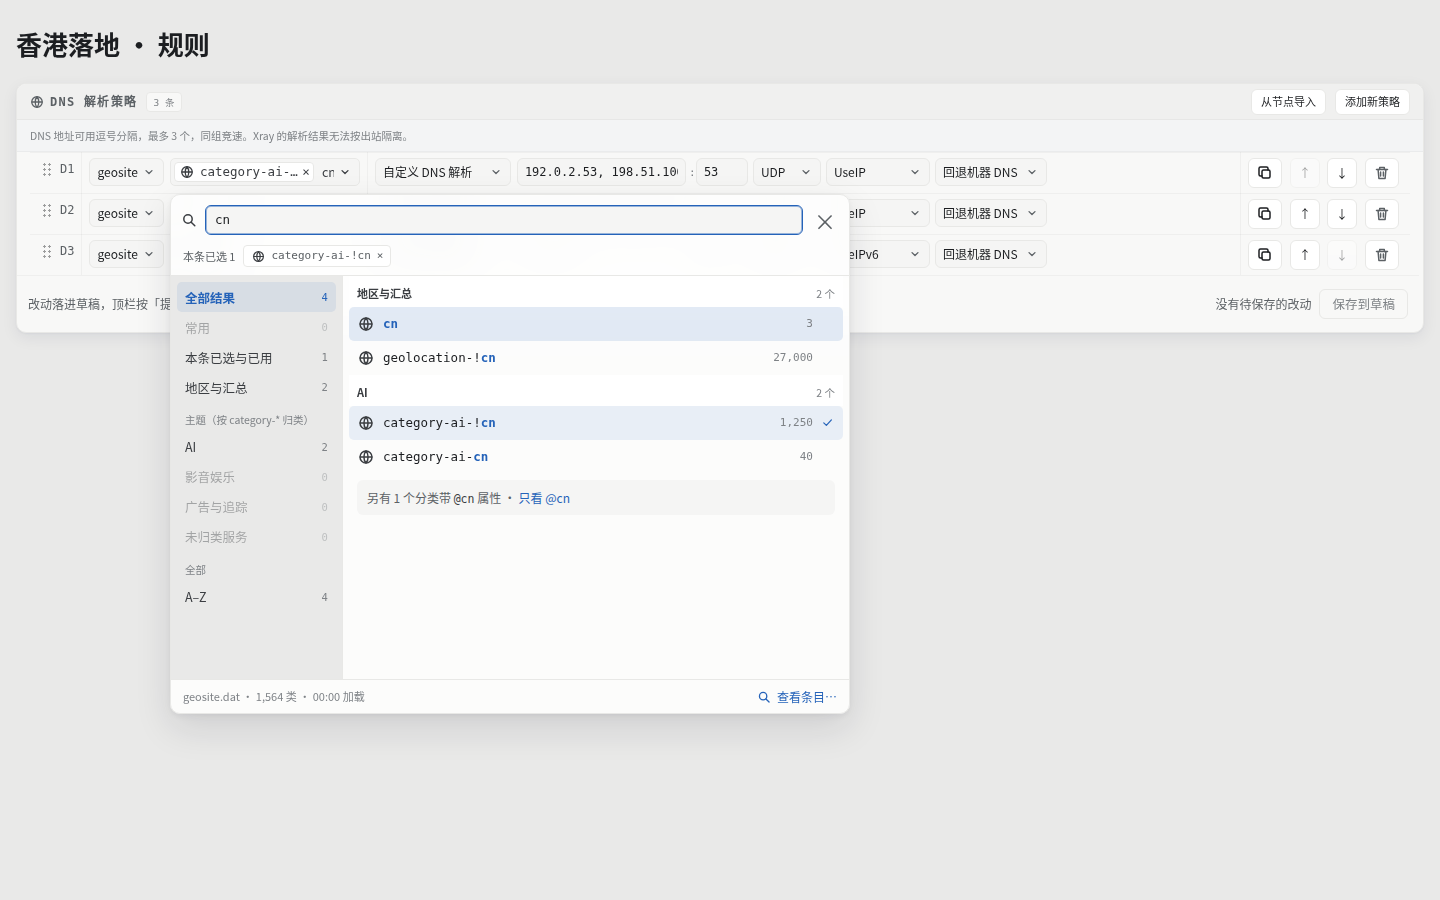 香港落地 · 规则
DNS 解析策略 3 条 从节点导入 添加新策略
DNS 地址可用逗号分隔，最多 3 个，同组竞速。Xray 的解析结果无法按出站隔离。
D1 geosite category-ai-… × cn 自定义 DNS 解析 192.0.2.53, 198.51.10 : 53 UDP UseIP 回退机器 DNS ↑ ↓
D2 geosite eIP 回退机器 DNS ↑ ↓
D3 geosite eIPv6 回退机器 DNS ↑ ↓
改动落进草稿，顶栏按「提 没有待保存的改动 保存到草稿
cn
本条已选 1 category-ai-!cn ×
全部结果 4
常用 0
本条已选与已用 1
地区与汇总 2
主题（按 category-* 归类）
AI 2
影音娱乐 0
广告与追踪 0
未归类服务 0
全部
A–Z 4
地区与汇总 2 个
cn 3
geolocation-!cn 27,000
AI 2 个
category-ai-!cn 1,250
category-ai-cn 40
另有 1 个分类带 @cn 属性 · 只看 @cn
geosite.dat · 1,564 类 · 00:00 加载 查看条目…